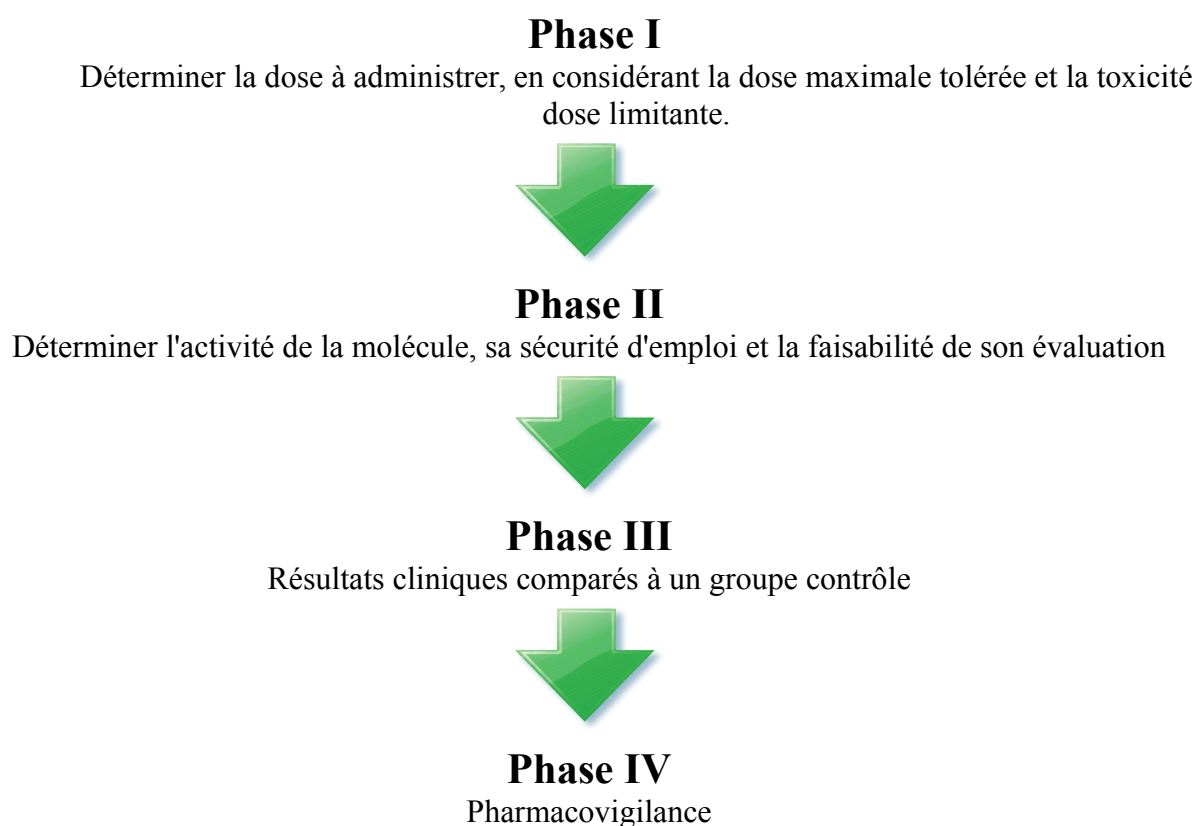 Phase I
Déterminer la dose à administrer, en considérant la dose maximale tolérée et la toxicité
dose limitante.
Phase II
Déterminer l'activité de la molécule, sa sécurité d'emploi et la faisabilité de son évaluation
Phase III
Résultats cliniques comparés à un groupe contrôle
Phase IV
Pharmacovigilance